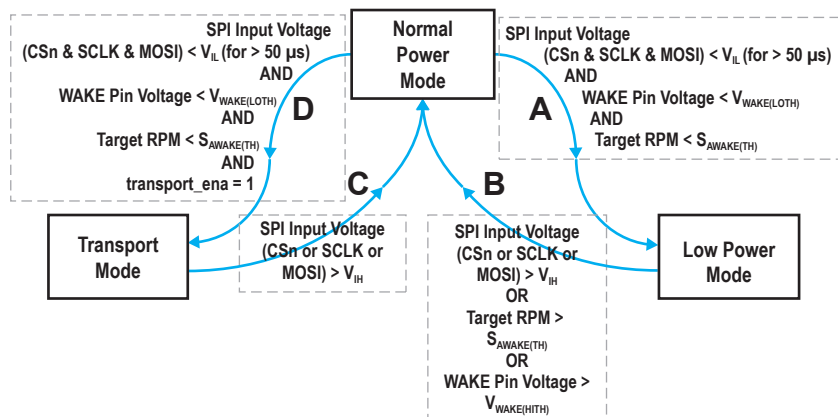 Normal
Power
Mode
SPI Input Voltage
(CSn & SCLK & MOSI) < VIL (for > 50 µs)
AND
WAKE Pin Voltage < VWAKE(LOTH)
AND
Target RPM < SAWAKE(TH)
AND
transport_ena = 1
D
SPI Input Voltage
(CSn & SCLK & MOSI) < VIL (for > 50 µs)
AND
WAKE Pin Voltage < VWAKE(LOTH)
AND
Target RPM < SAWAKE(TH)
A
C
B
Transport
Mode
SPI Input Voltage
(CSn or SCLK or
MOSI) > VIH
SPI Input Voltage
(CSn or SCLK or
MOSI) > VIH
OR
Target RPM >
SAWAKE(TH)
OR
WAKE Pin Voltage >
VWAKE(HITH)
Low Power
Mode